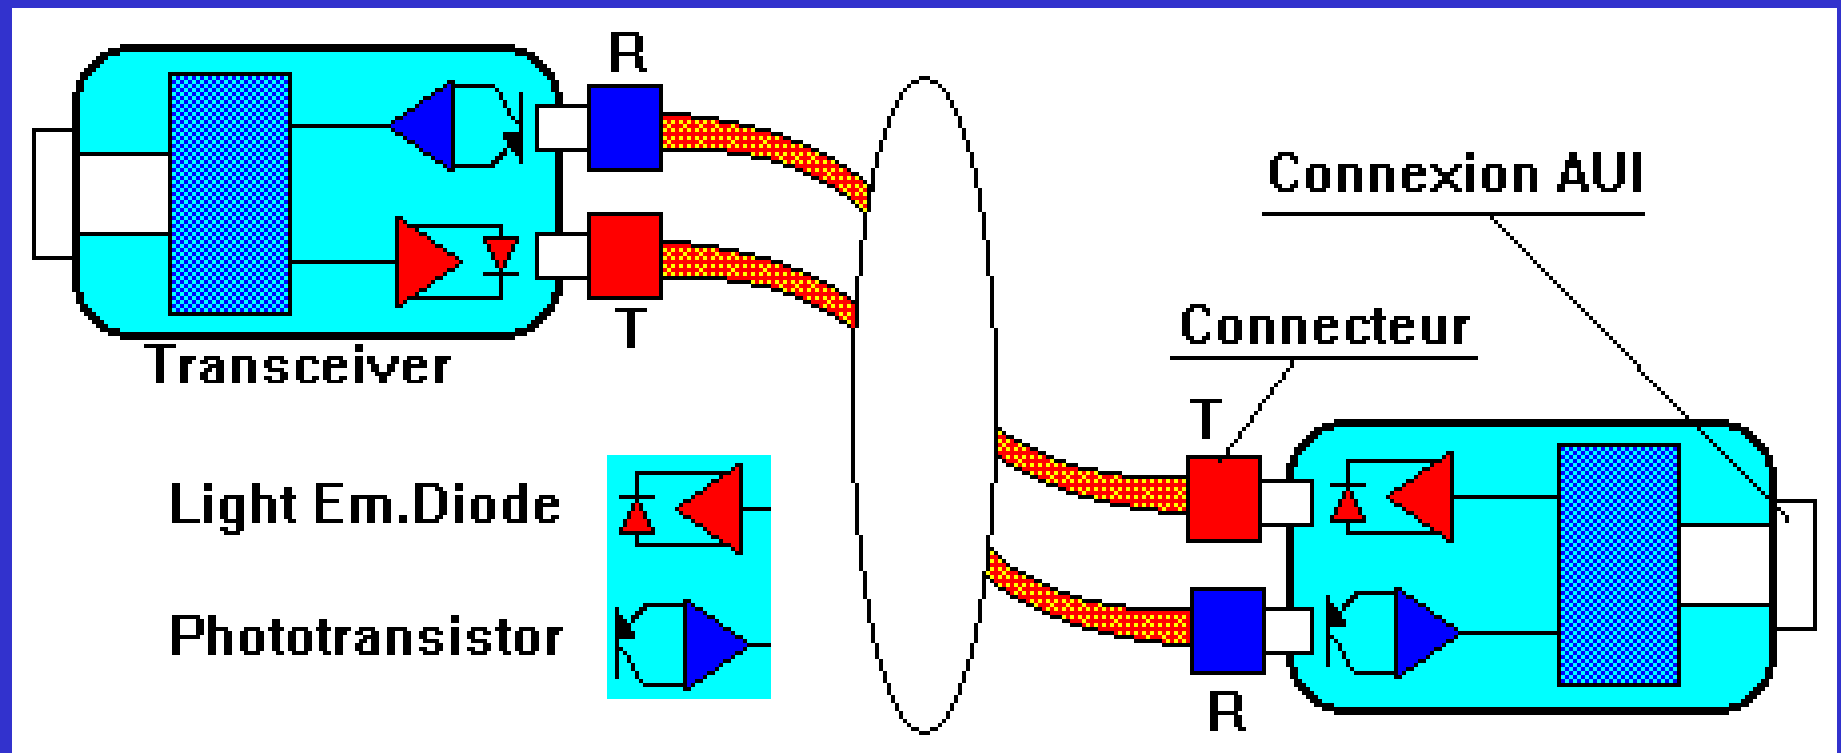 R
Connexion AUI
T
Connecteur
Transceiver
T
Light Em.Diode
Phototransistor
R